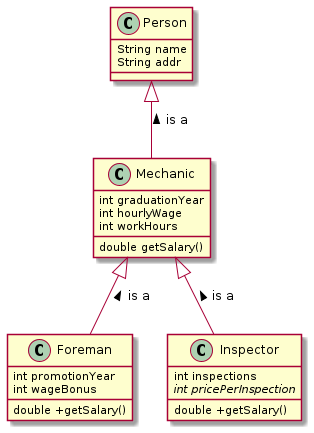 C Person
String name
String addr
is a
C Mechanic
int graduationYear
int hourlyWage
int workHours
double getSalary()
is a
is a
C Foreman
int promotionYear
int wageBonus
double +getSalary()
C Inspector
int inspections
int pricePerInspection
double +getSalary()